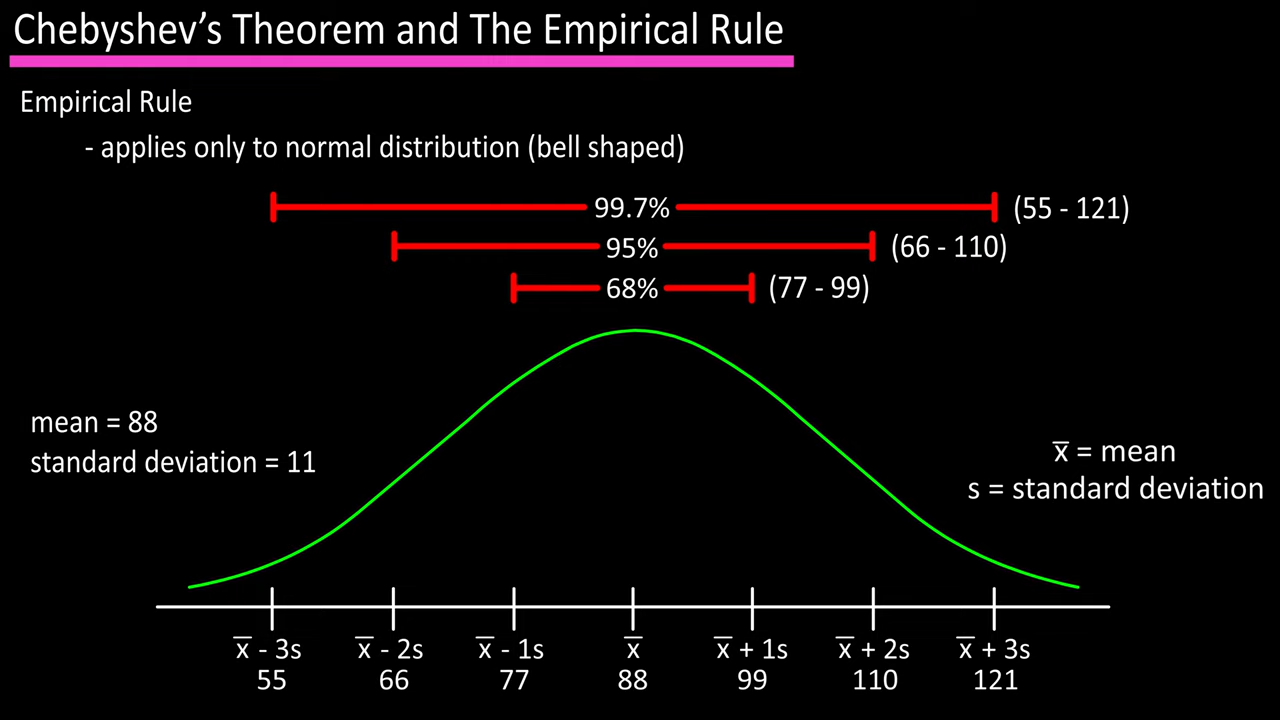 Chebyshev's Theorem and The Empirical Rule
Empirical Rule
- applies only to normal distribution (bell shaped)
99.7% (55 - 121)
95% (66 - 110)
68% (77 - 99)
mean = 88
standard deviation = 11
x̅ = mean
s = standard deviation
x̅ - 3s x̅ - 2s x̅ - 1s x̅ x̅ + 1s x̅ + 2s x̅ + 3s
55 66 77 88 99 110 121